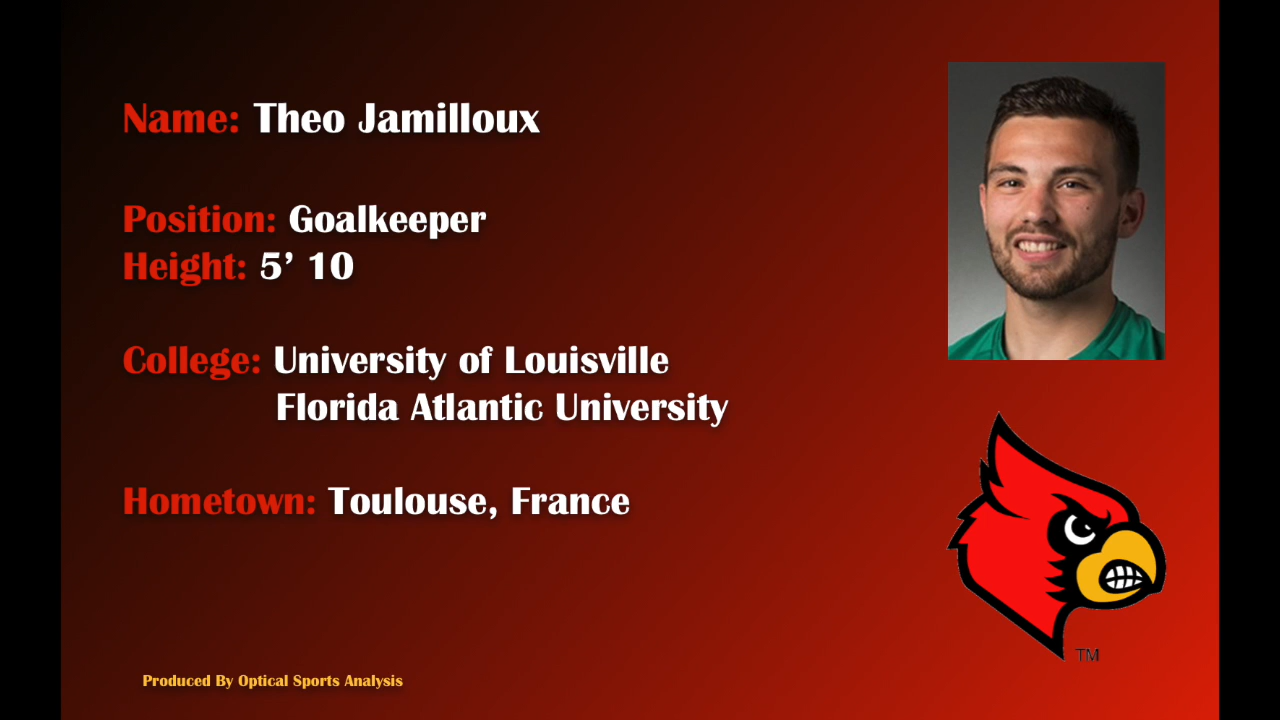 Name: Theo Jamilloux
Position: Goalkeeper
Height: 5’ 10
College: University of Louisville
Florida Atlantic University
Hometown: Toulouse, France
TM
Produced By Optical Sports Analysis